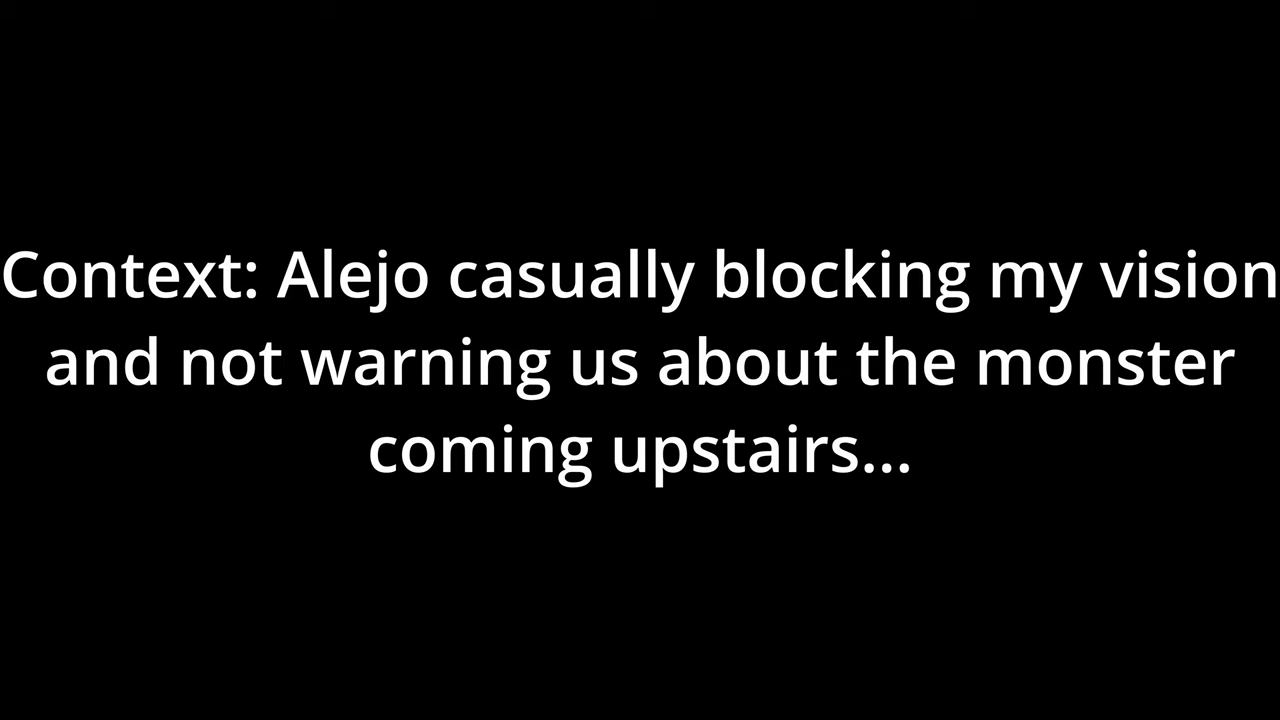 Context: Alejo casually blocking my vision
and not warning us about the monster
coming upstairs...